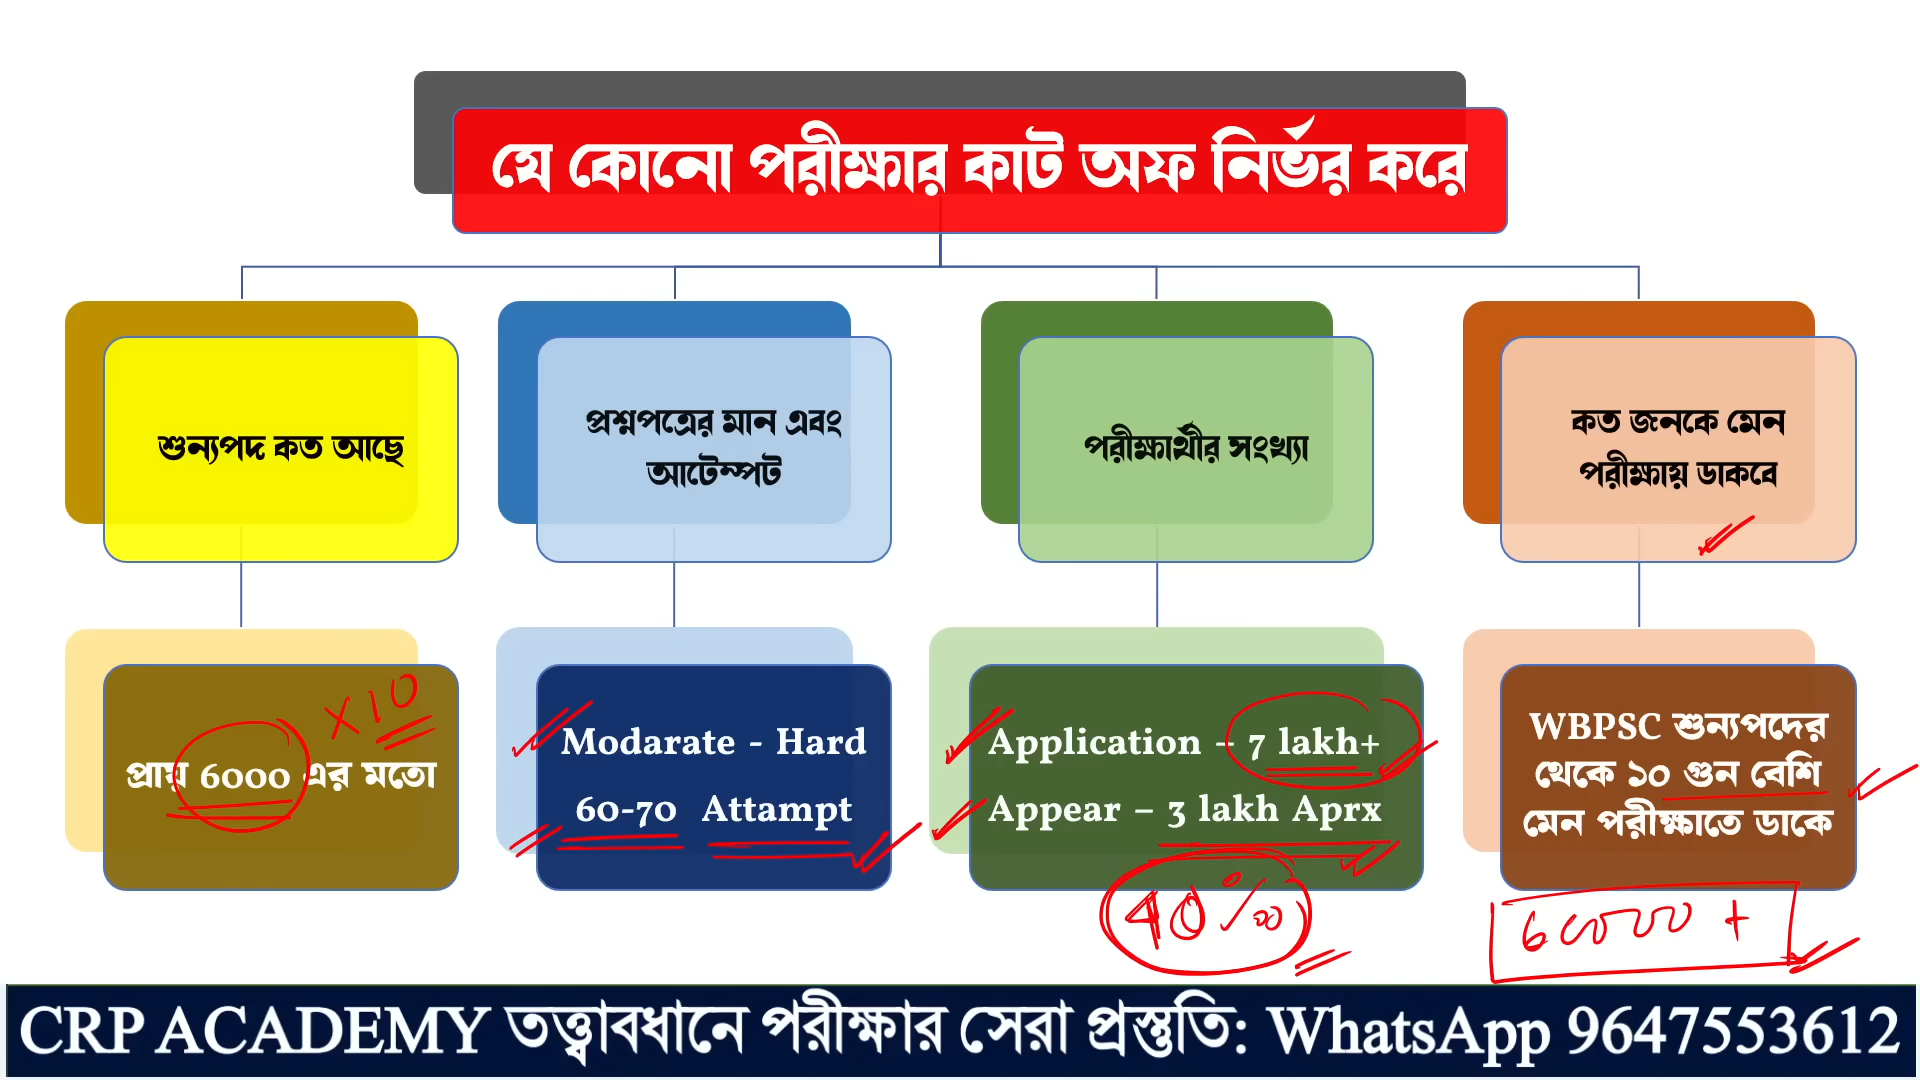 যে কোনো পরীক্ষার কাট অফ নির্ভর করে
শুন্যপদ কত আছে
প্রশ্নপত্রের মান এবং
আটেম্পট
পরীক্ষার্থীর সংখ্যা
কত জনকে মেন
পরীক্ষায় ডাকবে
×10
প্রায় 6000 এর মতো
Modarate - Hard
60-70 Attampt
Application – 7 lakh+
Appear – 3 lakh Aprx
40%
WBPSC শুন্যপদের
থেকে ১০ গুন বেশি
মেন পরীক্ষাতে ডাকে
60000 +
CRP ACADEMY তত্ত্বাবধানে পরীক্ষার সেরা প্রস্তুতি: WhatsApp 9647553612